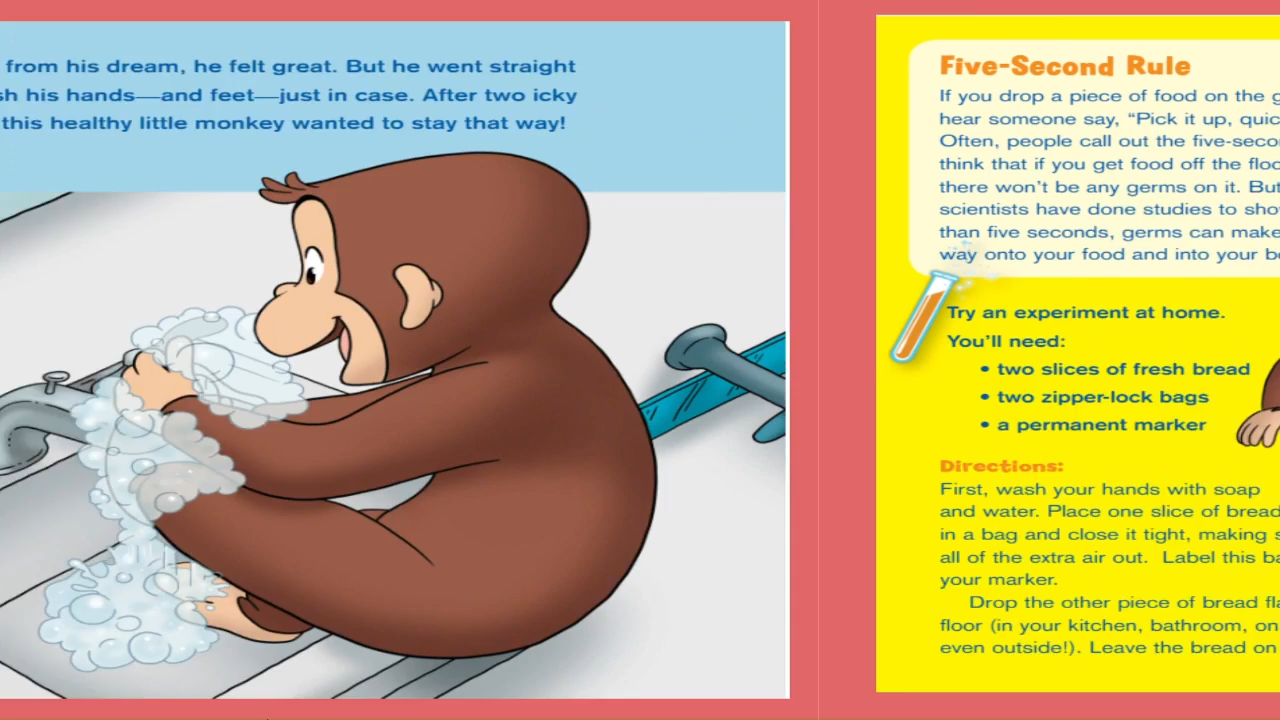 from his dream, he felt great. But he went straight
his hands—and feet—just in case. After two icky
this healthy little monkey wanted to stay that way!
Five-Second Rule
If you drop a piece of food on the
hear someone say, “Pick it up,
Often, people call out the
think that if you get food off the
there won’t be any germs on it. But
scientists have done studies to
than five seconds, germs can make
way onto your food and into your
Try an experiment at home.
You’ll need:
• two slices of fresh bread
• two zipper-lock bags
• a permanent marker
Directions:
First, wash your hands with soap
and water. Place one slice of bread
in a bag and close it tight, making
all of the extra air out. Label this
your marker.
Drop the other piece of bread
floor (in your kitchen, bathroom, on
even outside!). Leave the bread on